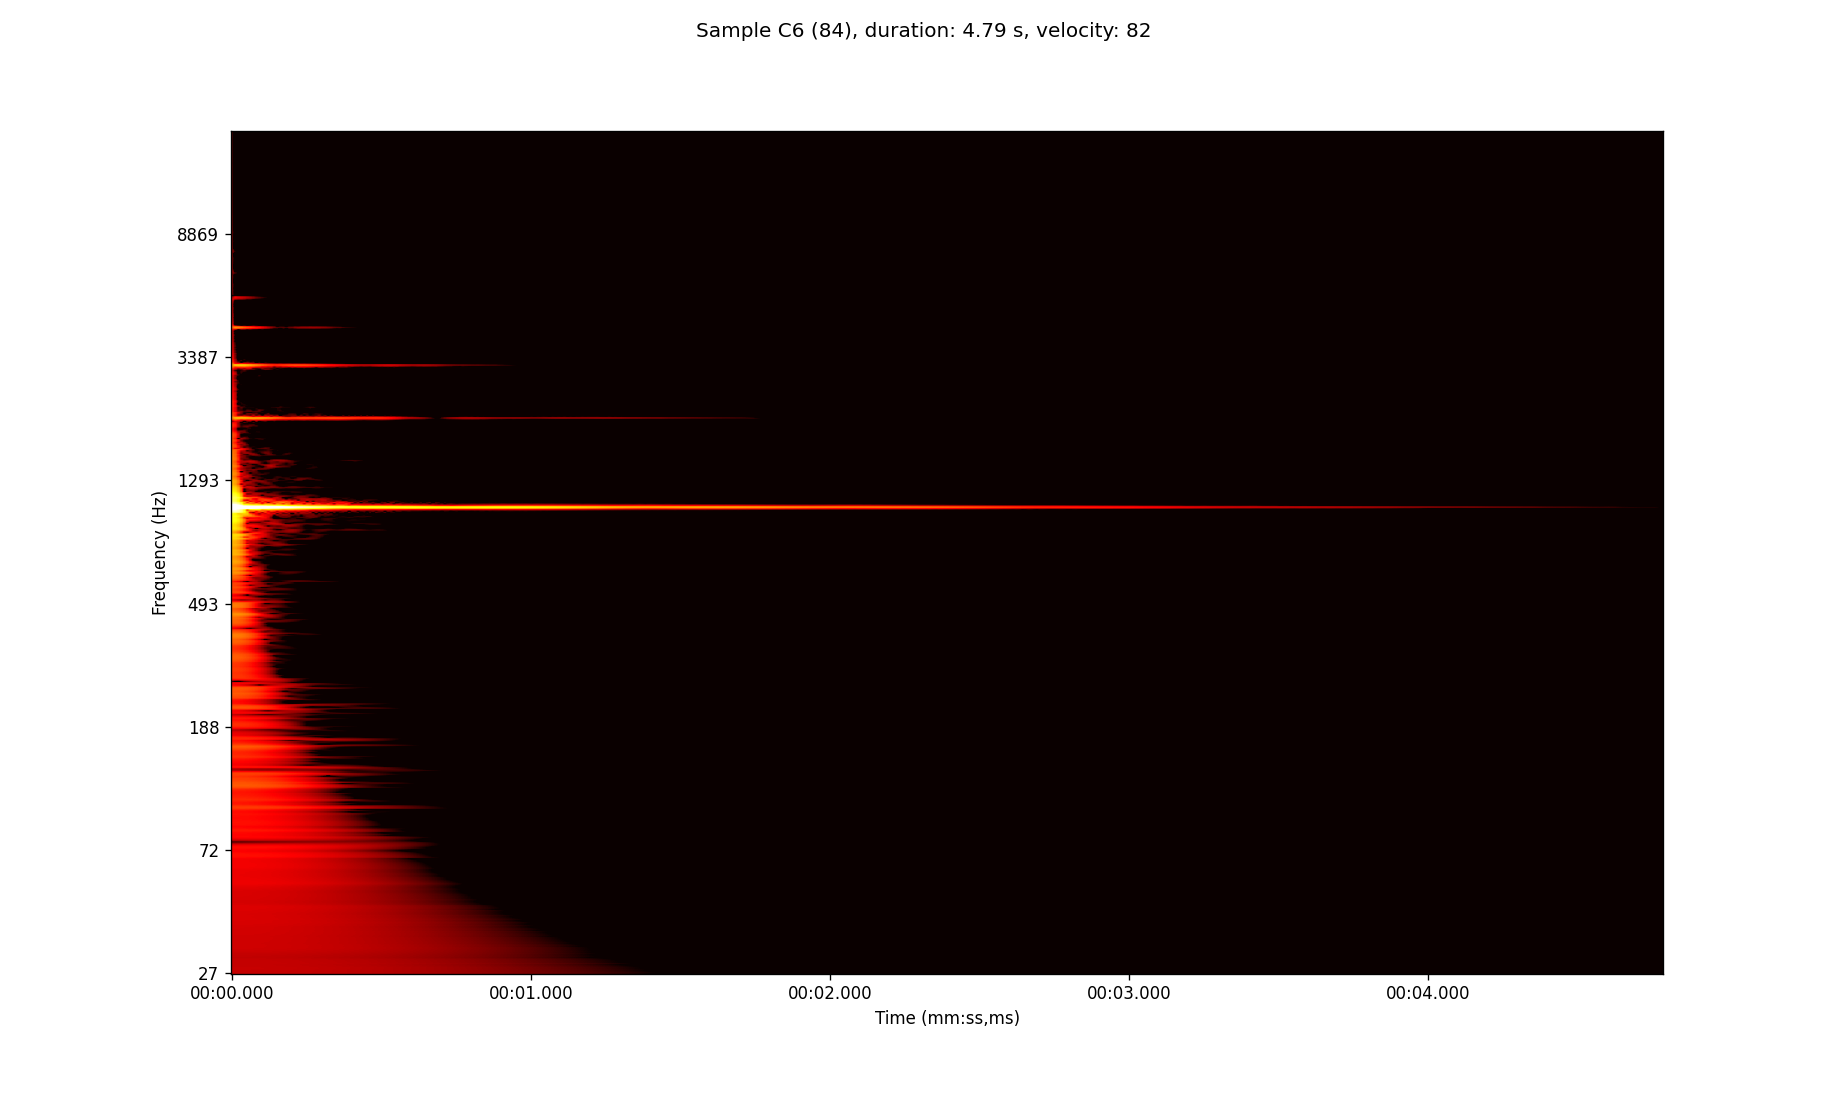 Sample C6 (84), duration: 4.79 s, velocity: 82
Frequency (Hz)
8869
3387
1293
493
188
72
27
00:00.000 00:01.000 00:02.000 00:03.000 00:04.000
Time (mm:ss,ms)